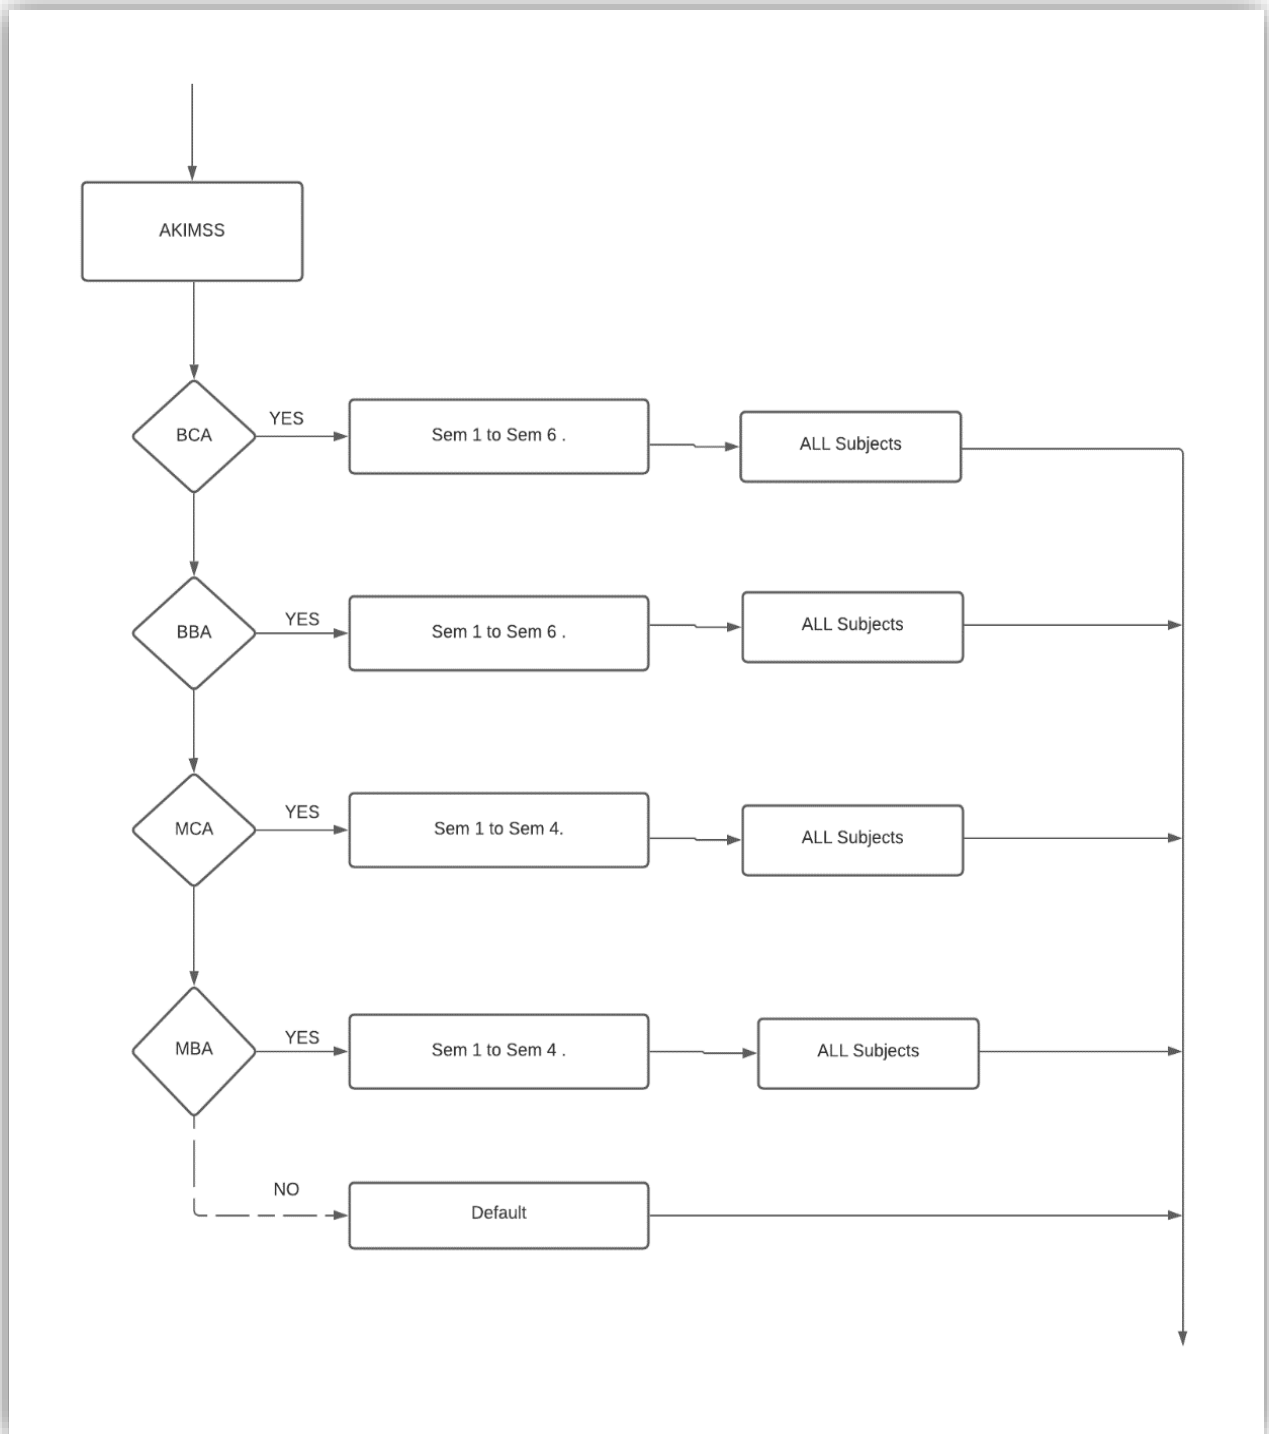 AKIMSS
BCA
YES
Sem 1 to Sem 6 .
ALL Subjects
BBA
YES
Sem 1 to Sem 6 .
ALL Subjects
MCA
YES
Sem 1 to Sem 4.
ALL Subjects
MBA
YES
Sem 1 to Sem 4 .
ALL Subjects
NO
Default